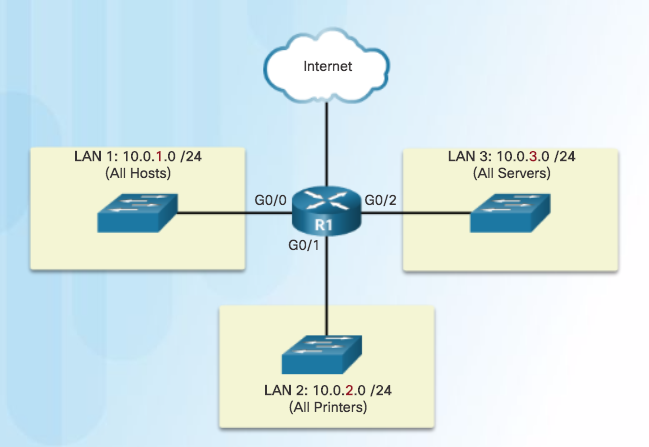 Internet
LAN 1: 10.0.1.0 /24
(All Hosts)
LAN 3: 10.0.3.0 /24
(All Servers)
G0/0
G0/2
R1
G0/1
LAN 2: 10.0.2.0 /24
(All Printers)